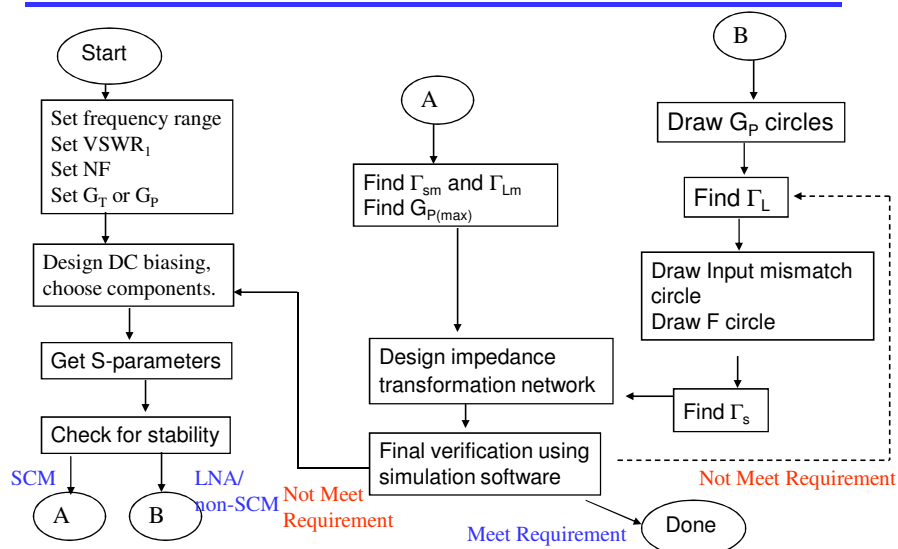 Start
Set frequency range
Set VSWR₁
Set NF
Set G_T or G_P
Design DC biasing,
choose components.
Get S-parameters
Check for stability
SCM
LNA/
non-SCM
A
B
A
Find Γ_sm and Γ_Lm
Find G_P(max)
Design impedance
transformation network
Final verification using
simulation software
Not Meet
Requirement
Meet Requirement
Done
B
Draw G_P circles
Find Γ_L
Draw Input mismatch
circle
Draw F circle
Find Γ_s
Not Meet Requirement